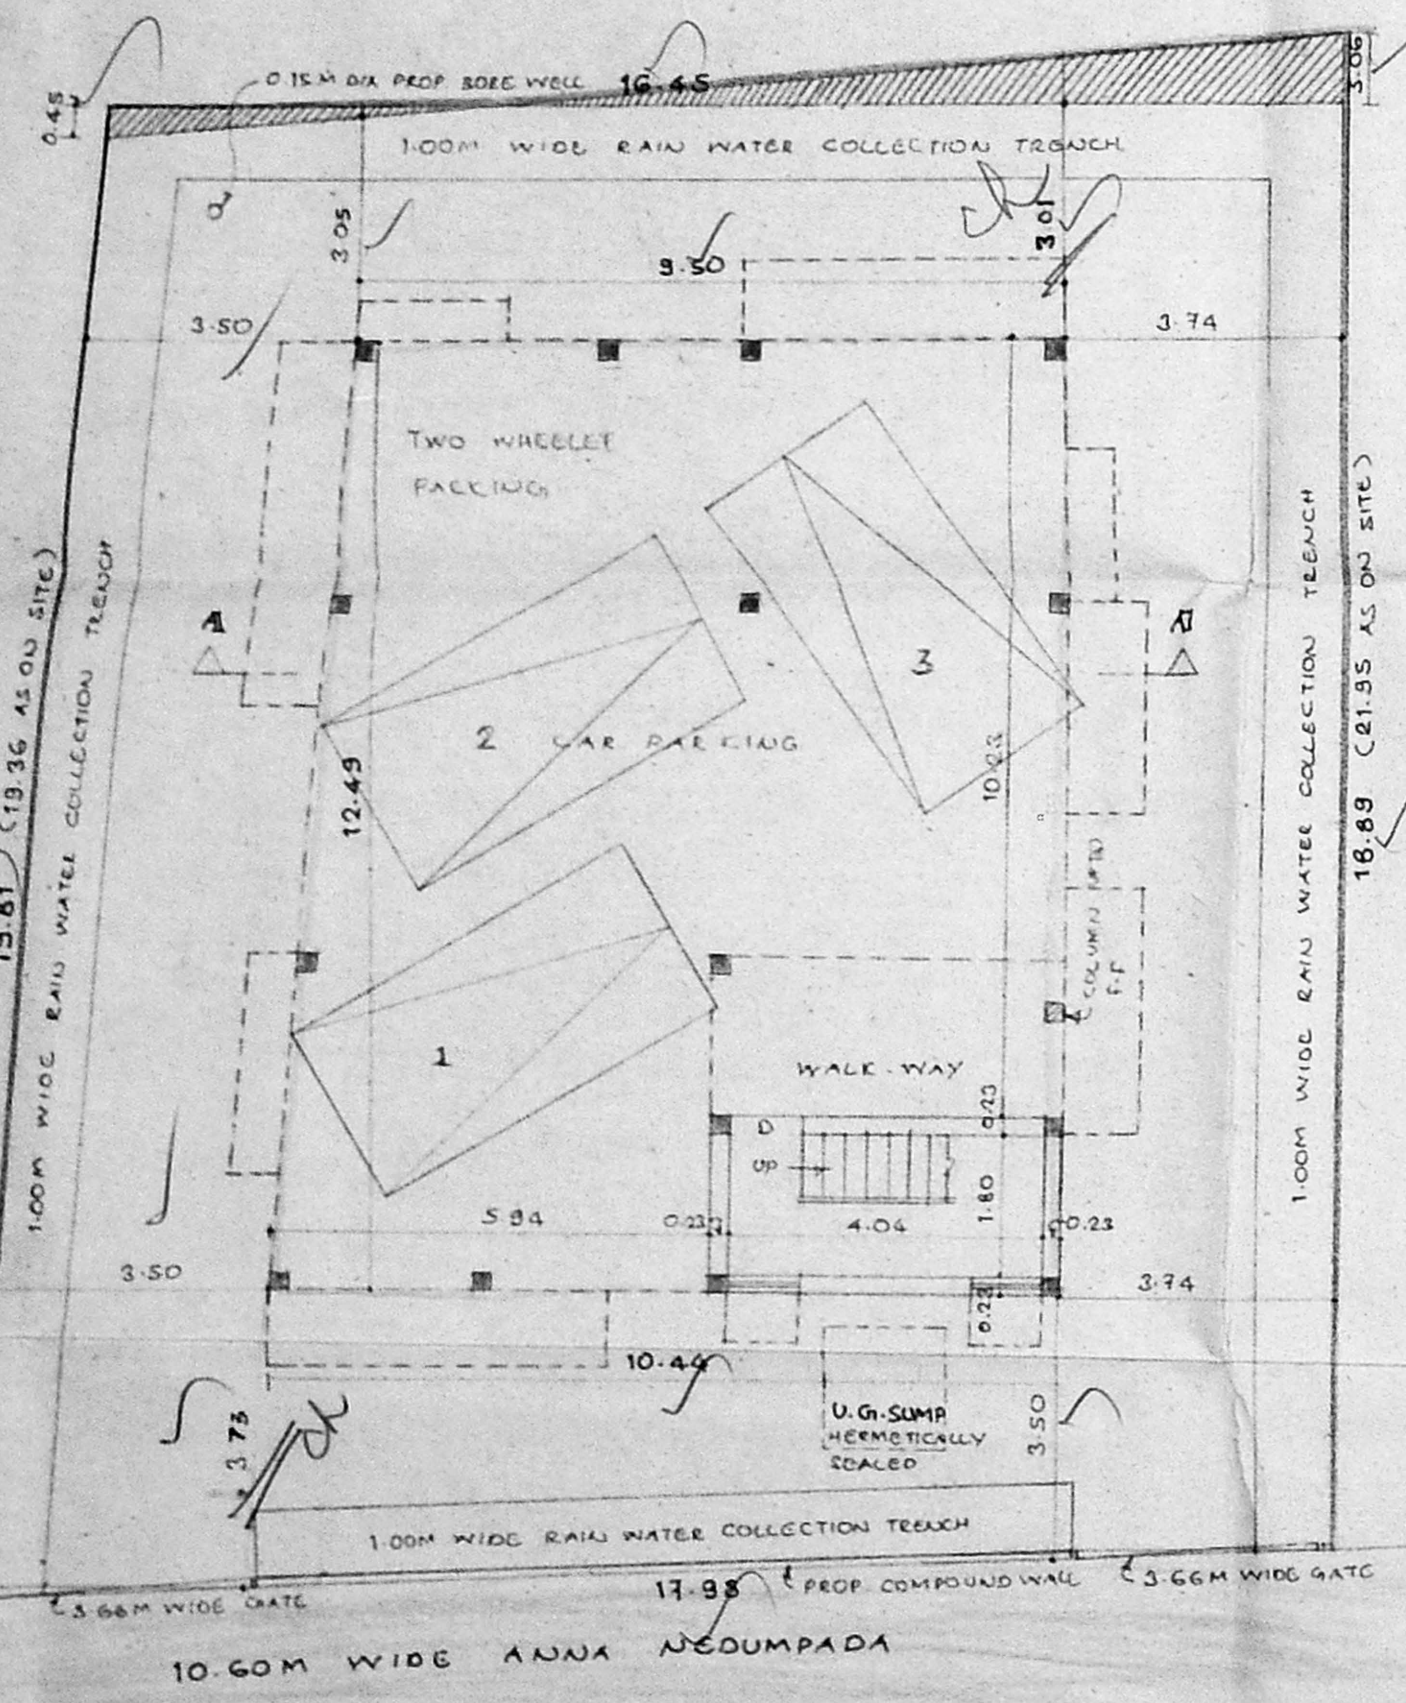 0.15 M DIA PROP BORE WELL
16.45
3.06
0.45
1.00M WIDE RAIN WATER COLLECTION TRENCH
3.05
9.50
3.01
3.50
3.74
TWO WHEELER
PARKING
A
A
3
2 CAR PARKING
12.49
10.23
(19.36 AS ON SITE)
1.00M WIDE RAIN WATER COLLECTION TRENCH
18.89 (21.95 AS ON SITE)
1.00M WIDE RAIN WATER COLLECTION TRENCH
COLUMN UPTO
F.F
1
WALK-WAY
0.23
D
UP
1.80
5.94
0.23
4.04
0.23
3.50
3.74
0.23
10.44
U.G.SUMP
HERMETICALLY
SEALED
3.73
3.50
1.00M WIDE RAIN WATER COLLECTION TRENCH
3.66M WIDE GATE
17.98
PROP COMPOUND WALL
3.66M WIDE GATE
10.60M WIDE ANNA NEDUMPADA